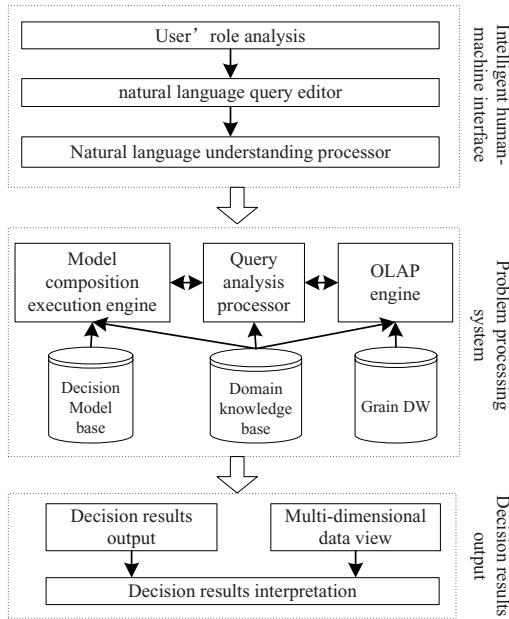 User’ role analysis
natural language query editor
Natural language understanding processor
Intelligent human-
machine interface
Model
composition
execution engine
Query
analysis
processor
OLAP
engine
Decision
Model
base
Domain
knowledge
base
Grain DW
Problem processing
system
Decision results
output
Multi-dimensional
data view
Decision results interpretation
Decision results
output